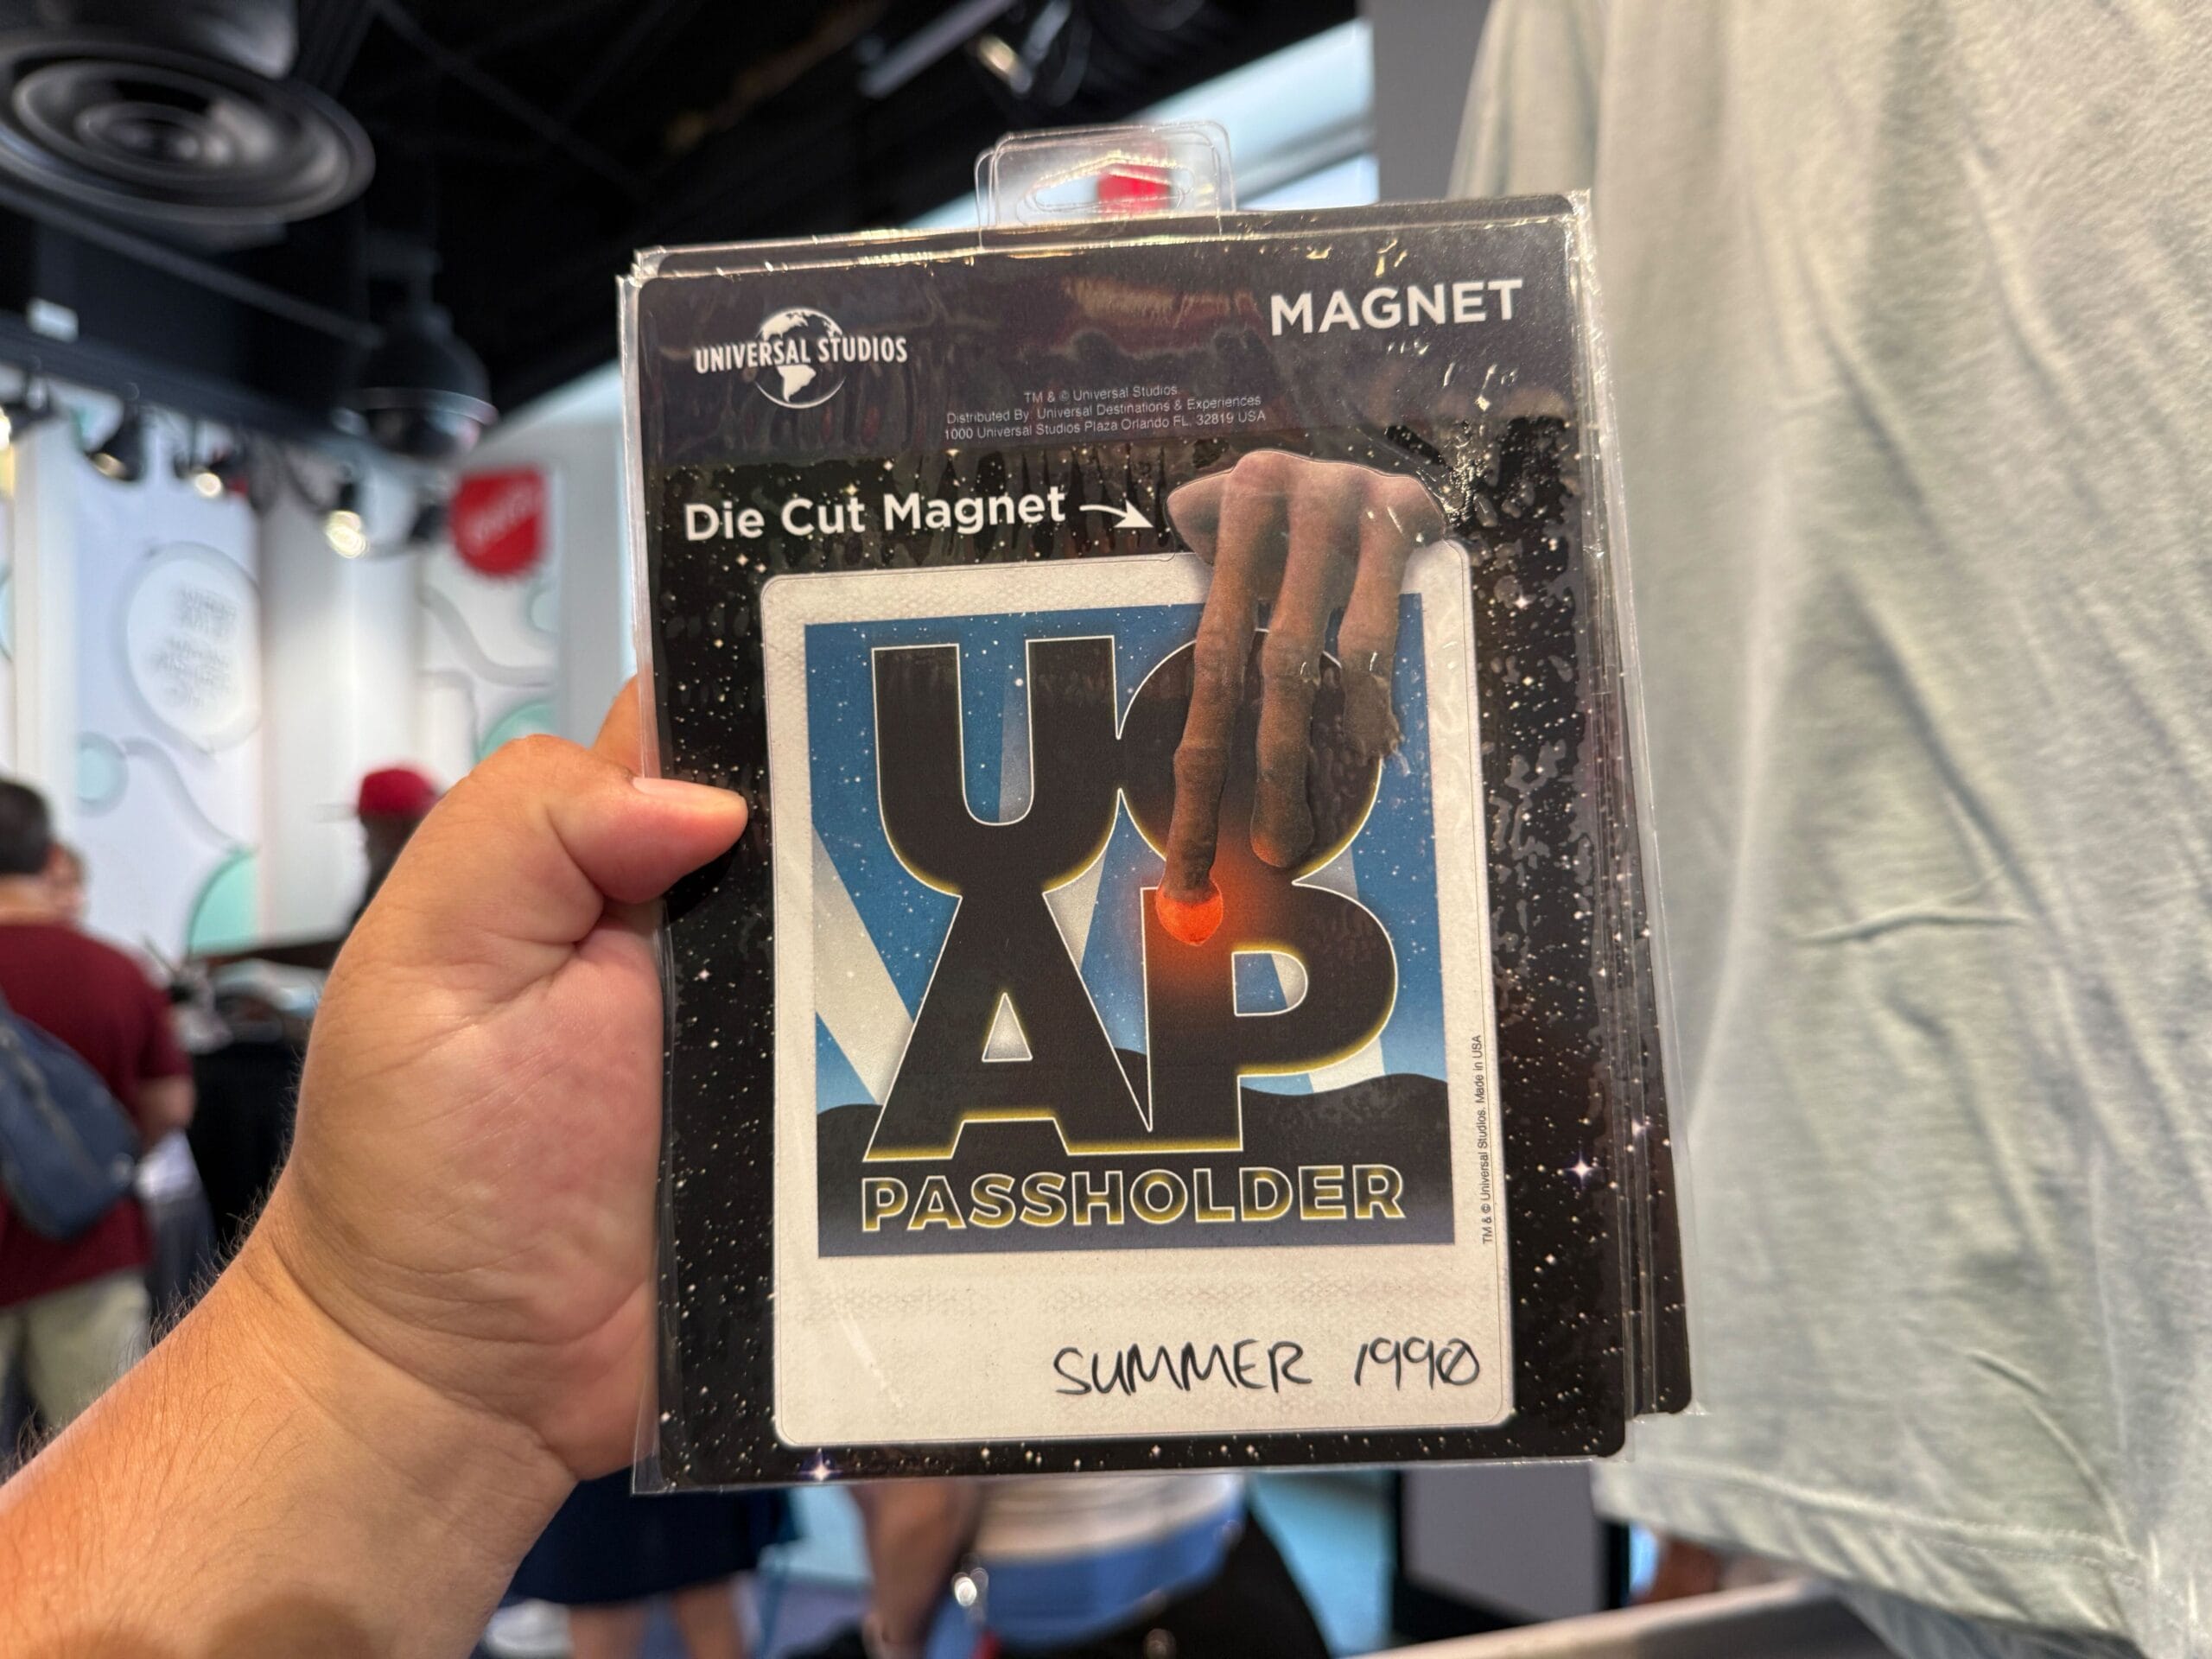 UNIVERSAL STUDIOS
MAGNET
TM & © Universal Studios.
Distributed By: Universal Destinations & Experiences
1000 Universal Studios Plaza Orlando FL, 32819 USA
Die Cut Magnet
UO
AP
PASSHOLDER
TM & © Universal Studios. Made in USA
SUMMER 1990